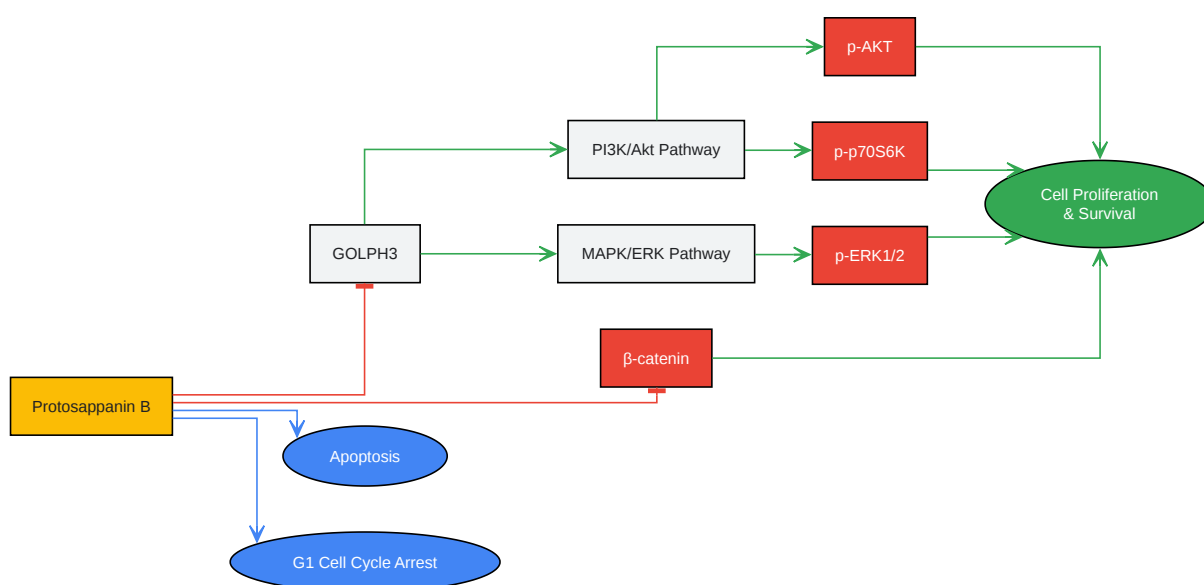 p-AKT
PI3K/Akt Pathway
p-p70S6K
Cell Proliferation
& Survival
GOLPH3
MAPK/ERK Pathway
p-ERK1/2
β-catenin
Protosappanin B
Apoptosis
G1 Cell Cycle Arrest